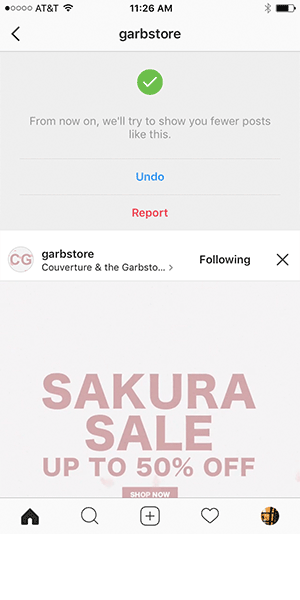 AT&T 11:26 AM
garbstore
From now on, we'll try to show you fewer posts
like this.
Undo
Report
CG garbstore
Couverture & the Garbsto...
Following
SAKURA
SALE
UP TO 50% OFF
SHOP NOW